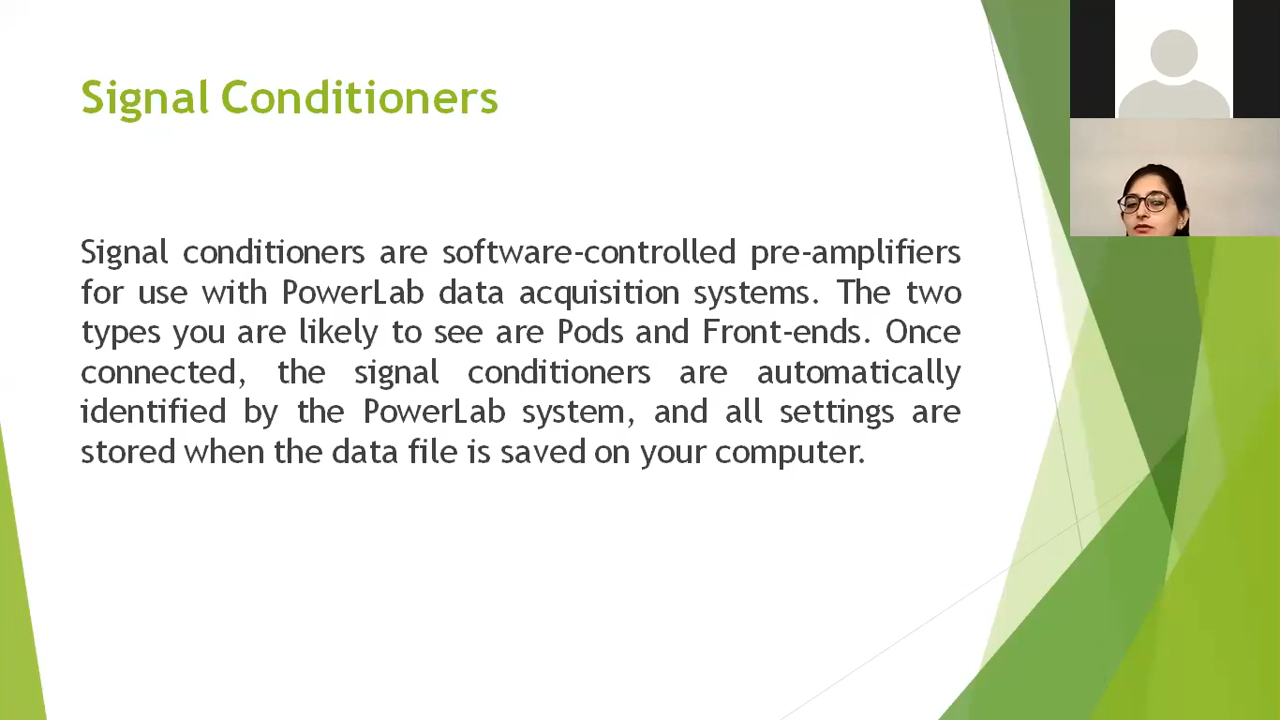 Signal Conditioners
Signal conditioners are software-controlled pre-amplifiers
for use with PowerLab data acquisition systems. The two
types you are likely to see are Pods and Front-ends. Once
connected, the signal conditioners are automatically
identified by the PowerLab system, and all settings are
stored when the data file is saved on your computer.